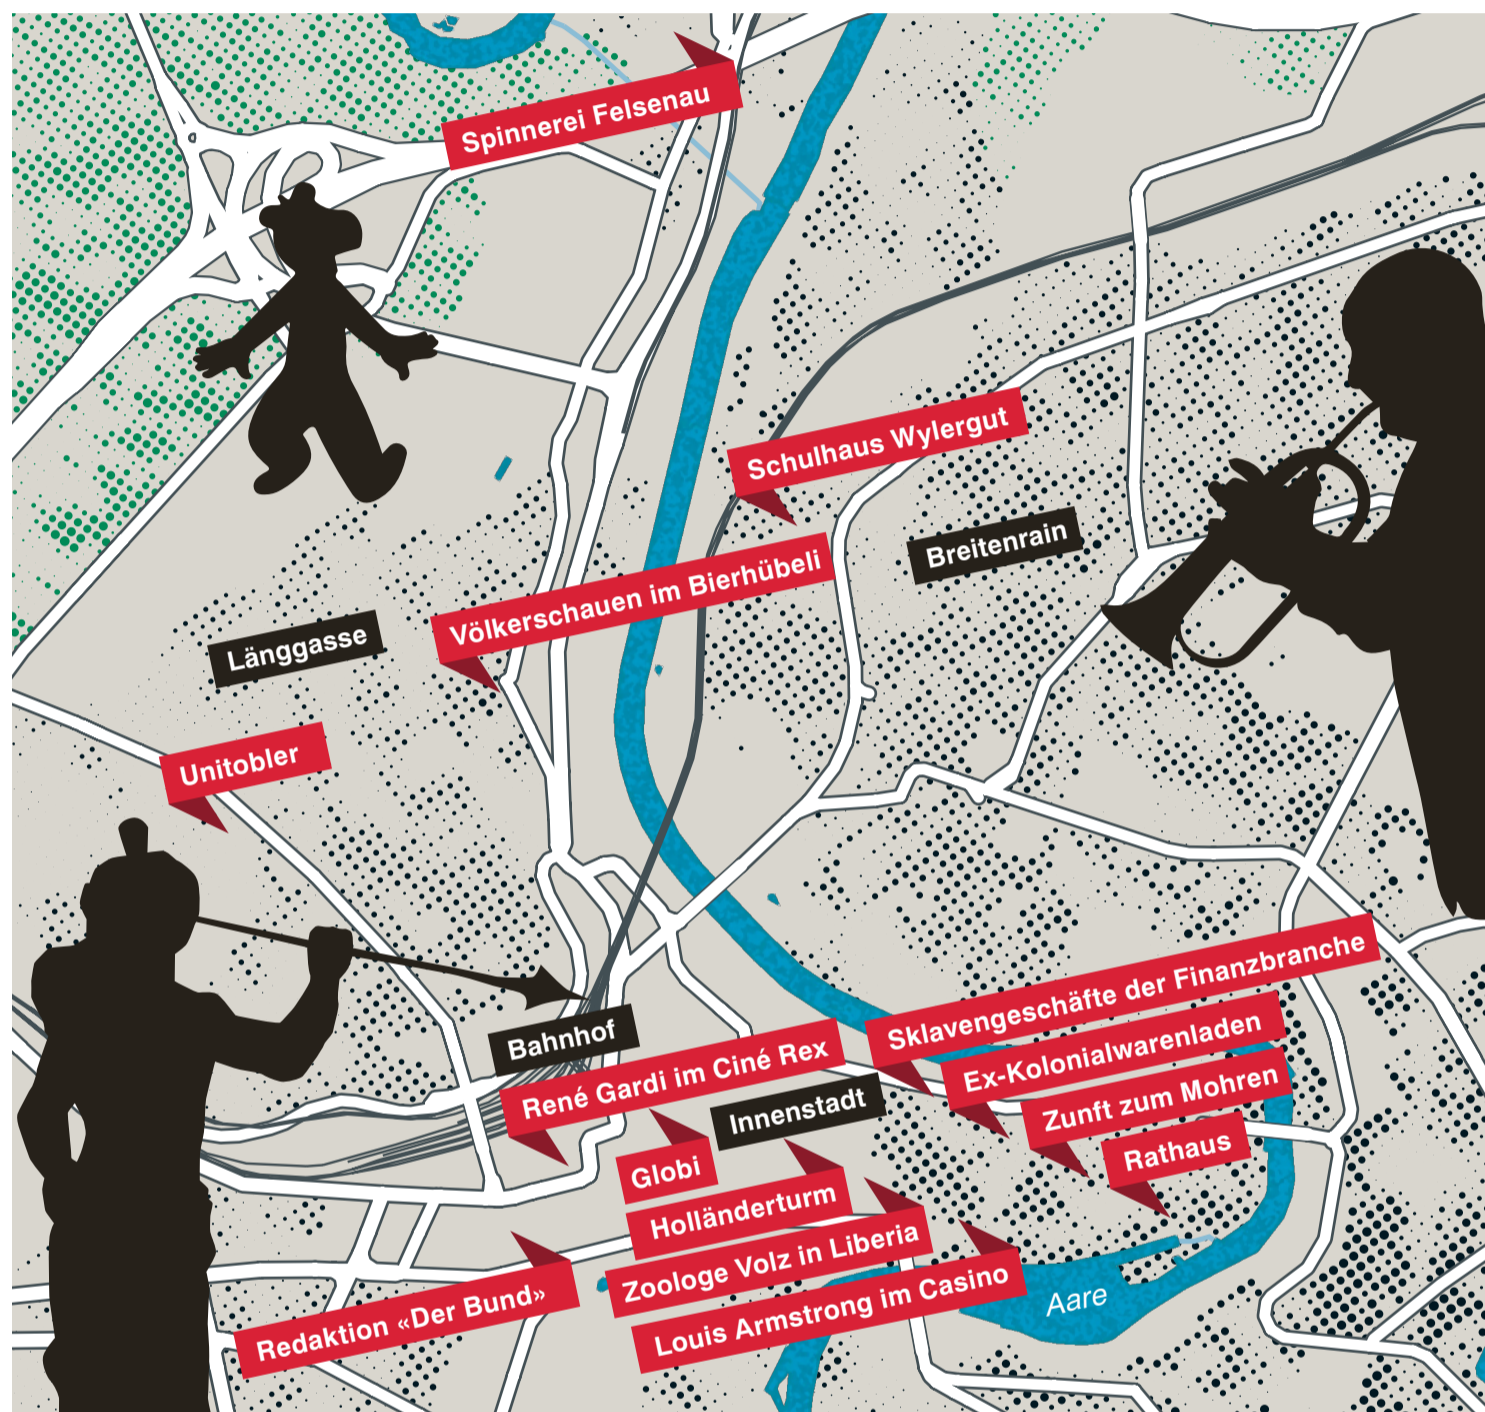 Spinnerei Felsenau
Schulhaus Wylergut
Breitenrain
Völkerschauen im Bierhübeli
Länggasse
Unitobler
Sklavengeschäfte der Finanzbranche
Bahnhof
Ex-Kolonialwarenladen
René Gardi im Ciné Rex
Innenstadt
Zunft zum Mohren
Rathaus
Globi
Holländerturm
Zoologe Volz in Liberia
Aare
Redaktion «Der Bund»
Louis Armstrong im Casino